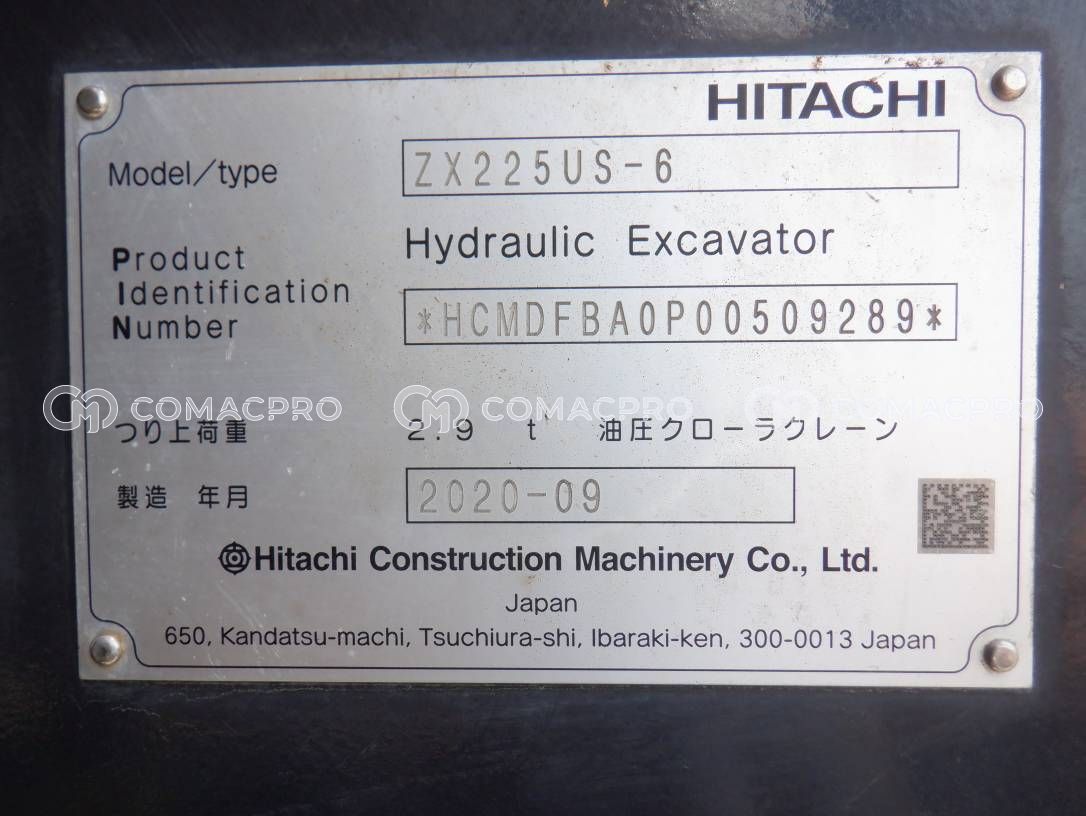 HITACHI
Model/type ZX225US-6
Hydraulic Excavator
Product
Identification
Number
*HCMDFBA0P00509289*
COMACPRO COMACPRO COMACPRO
つり上荷重 2.9 t 油圧クローラクレーン
製造 年月 2020-09
Hitachi Construction Machinery Co., Ltd.
Japan
650, Kandatsu-machi, Tsuchiura-shi, Ibaraki-ken, 300-0013 Japan